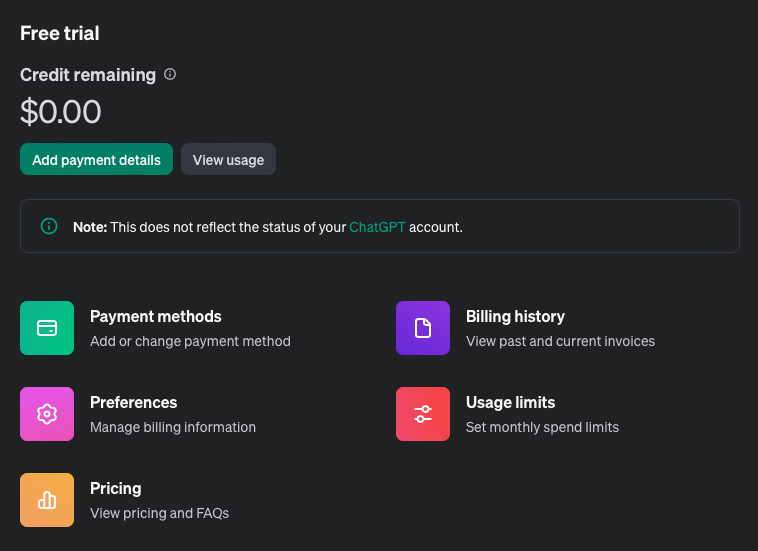 Free trial
Credit remaining
$0.00
Add payment details
View usage
Note: This does not reflect the status of your ChatGPT account.
Payment methods
Add or change payment method
Billing history
View past and current invoices
Preferences
Manage billing information
Usage limits
Set monthly spend limits
Pricing
View pricing and FAQs